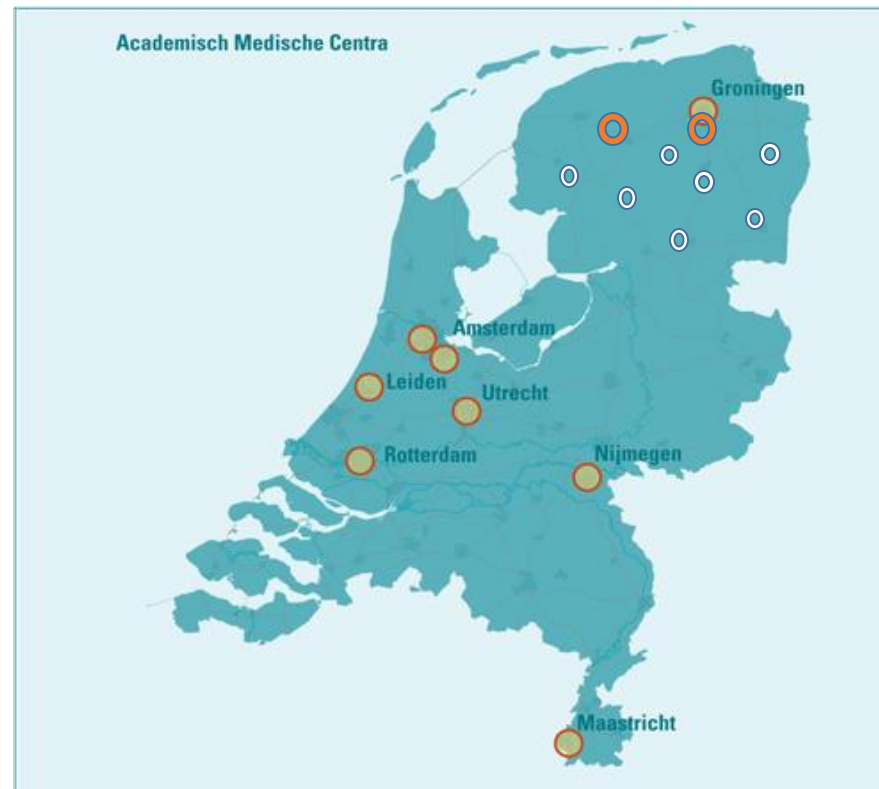 Academisch Medische Centra
Groningen
Amsterdam
Leiden
Utrecht
Rotterdam
Nijmegen
Maastricht